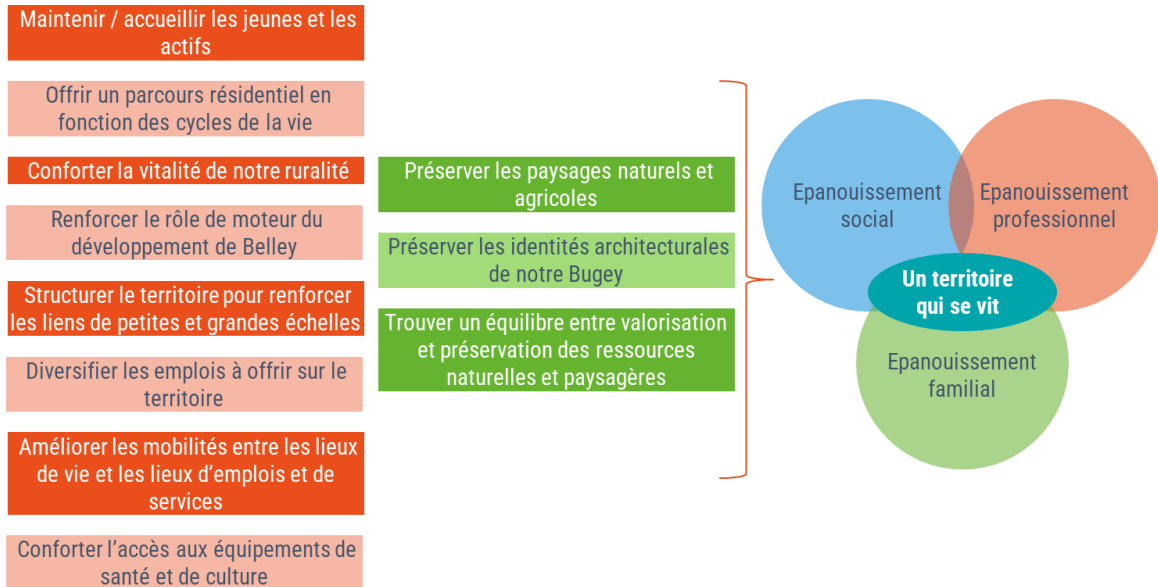 Maintenir / accueillir les jeunes et les
actifs
Offrir un parcours résidentiel en
fonction des cycles de la vie
Conforter la vitalité de notre ruralité
Renforcer le rôle de moteur du
développement de Belley
Structurer le territoire pour renforcer
les liens de petites et grandes échelles
Diversifier les emplois à offrir sur le
territoire
Améliorer les mobilités entre les lieux
de vie et les lieux d’emplois et de
services
Conforter l’accès aux équipements de
santé et de culture
Préserver les paysages naturels et
agricoles
Préserver les identités architecturales
de notre Bugey
Trouver un équilibre entre valorisation
et préservation des ressources
naturelles et paysagères
Epanouissement
social
Epanouissement
professionnel
Un territoire
qui se vit
Epanouissement
familial